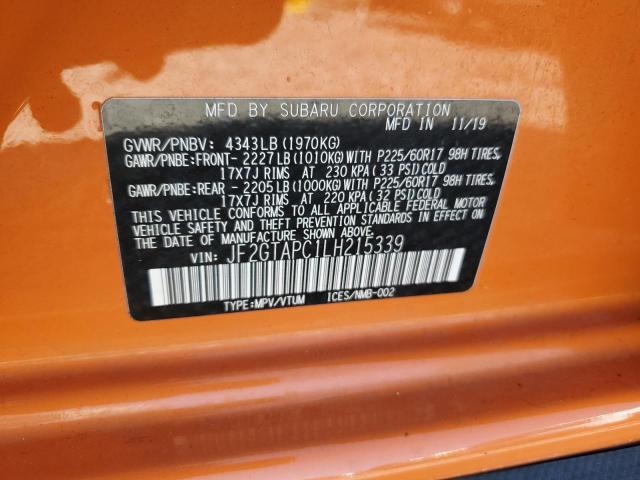 MFD BY SUBARU CORPORATION
MFD IN 11/19
GVWR/PNBV: 4343LB (1970KG)
GAWR/PNBE:FRONT- 2227LB(1010KG)WITH P225/60R17 98H TIRES,
17X7J RIMS AT 230 KPA (33 PSI)COLD
GAWR/PNBE:REAR - 2205LB(1000KG)WITH P225/60R17 98H TIRES,
17X7J RIMS AT 220 KPA (32 PSI)COLD
THIS VEHICLE CONFORMS TO ALL APPLICABLE FEDERAL MOTOR
VEHICLE SAFETY AND THEFT PREVENTION STANDARDS IN
EFFECT ON THE DATE OF MANUFACTURE SHOWN ABOVE.
VIN: JF2GTAPC1LH215339
TYPE:MPV/VTUM ICES/NMB-002